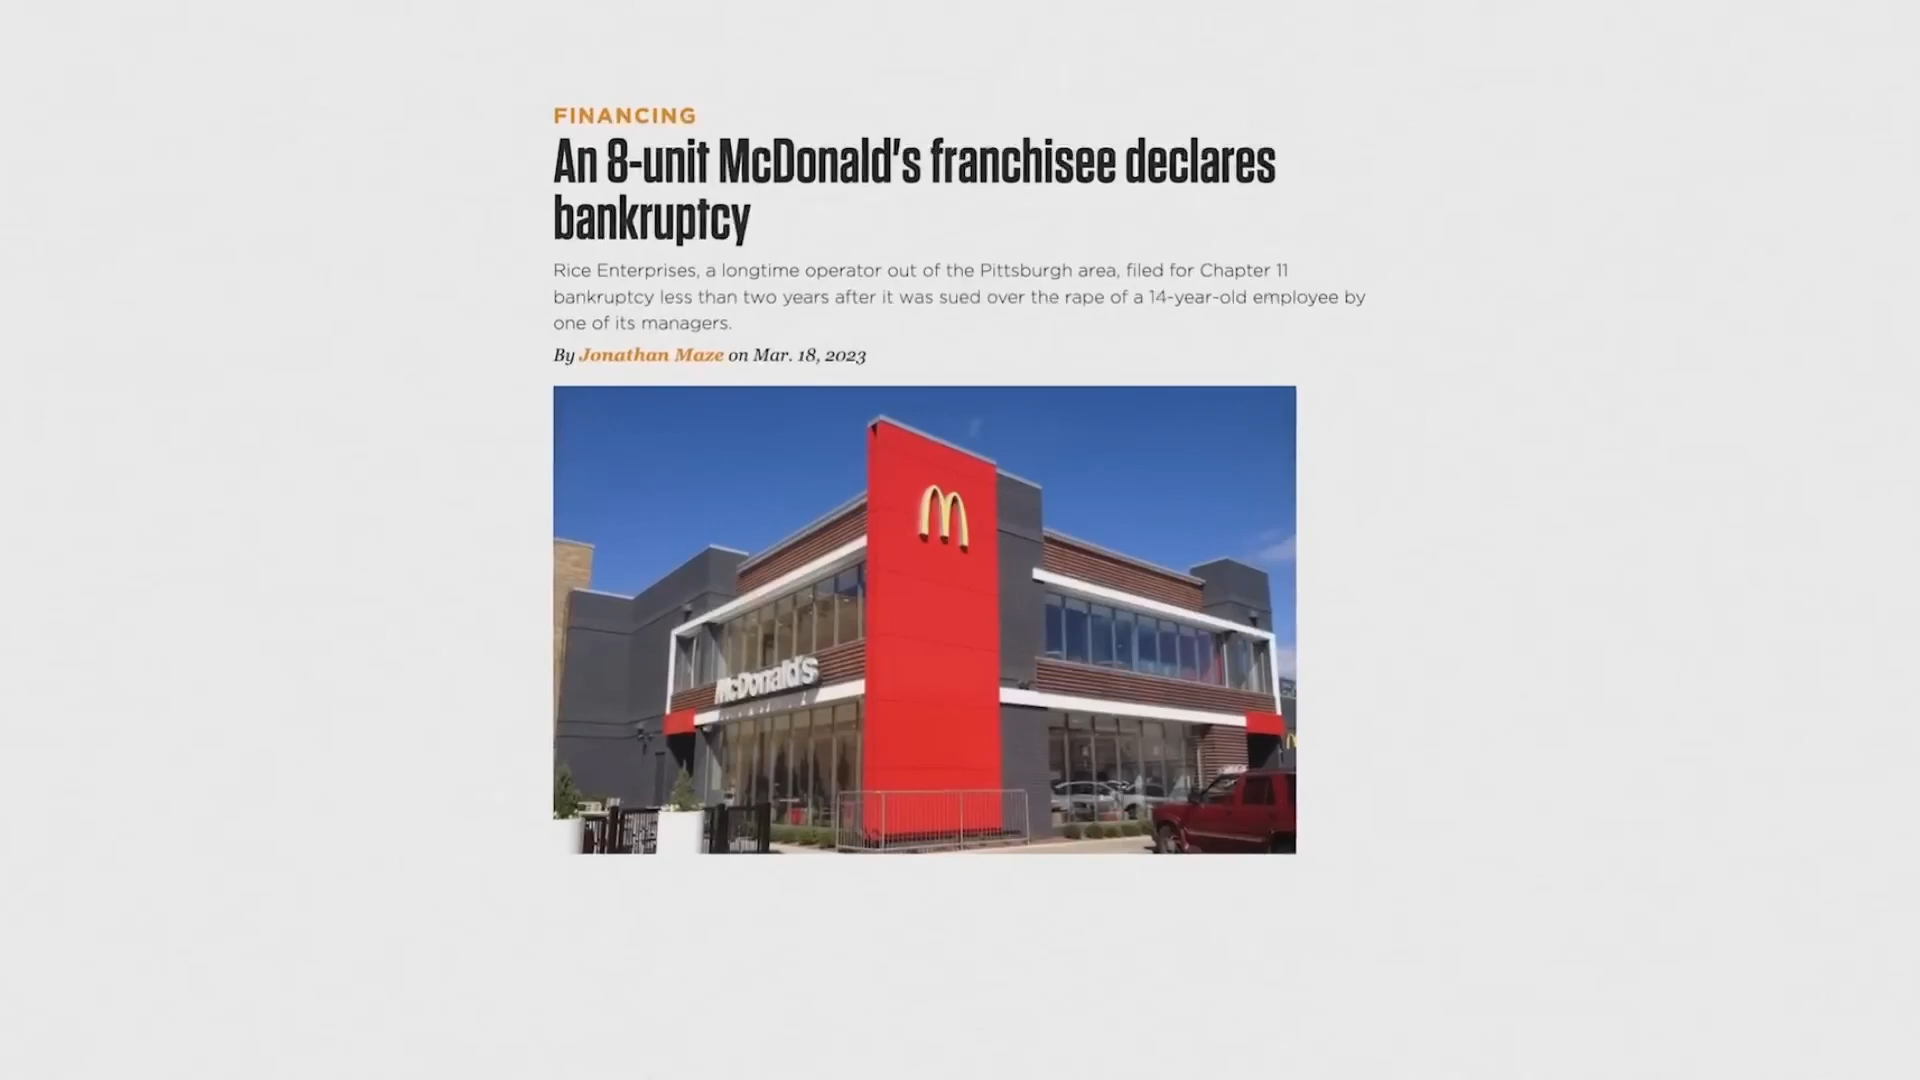 FINANCING
An 8-unit McDonald's franchisee declares
bankruptcy
Rice Enterprises, a longtime operator out of the Pittsburgh area, filed for Chapter 11
bankruptcy less than two years after it was sued over the rape of a 14-year-old employee by
one of its managers.
By Jonathan Maze on Mar. 18, 2023
McDonald's